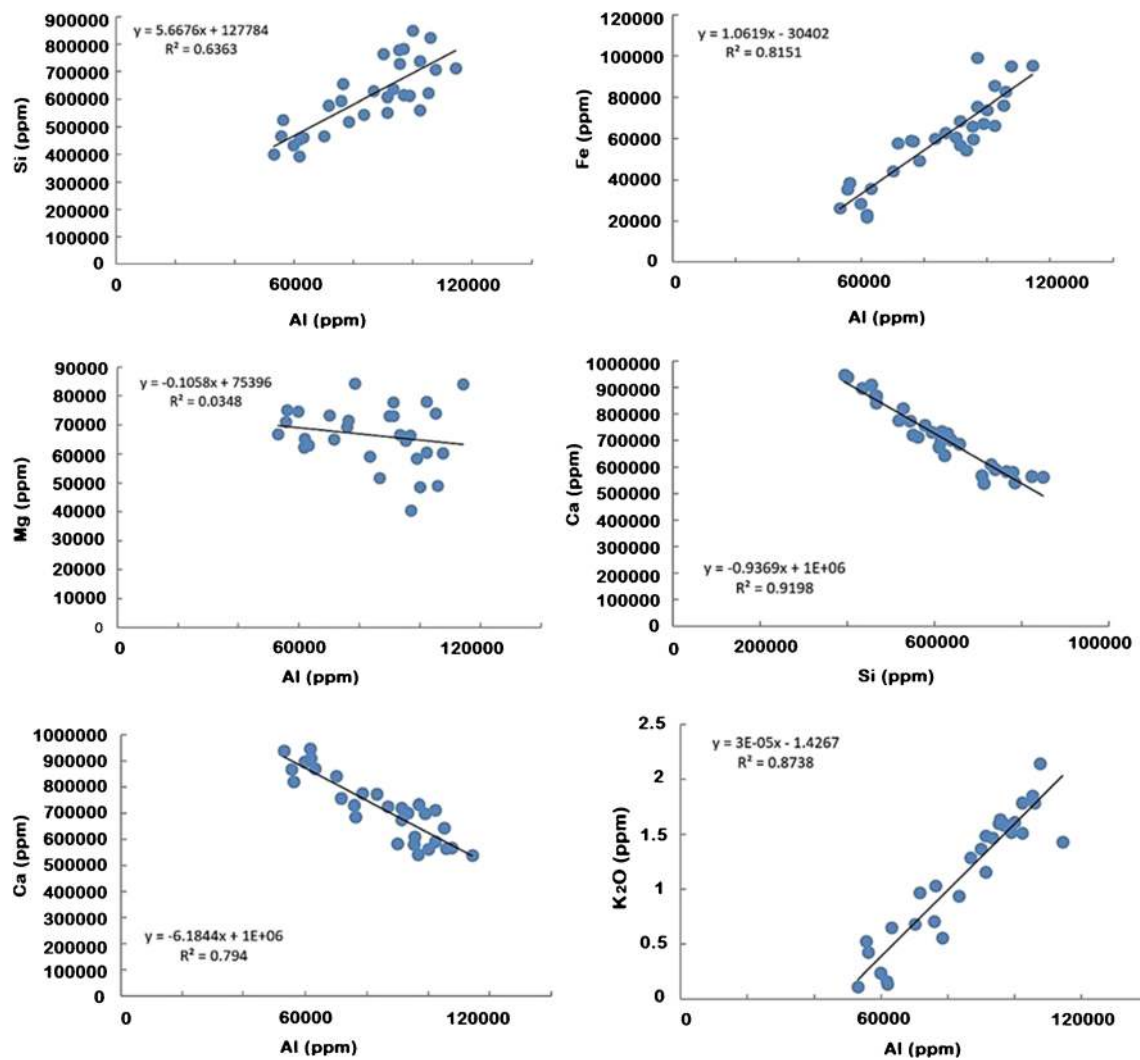 900000
800000
700000
600000
500000
400000
300000
200000
100000
0
Si (ppm)
y = 5.6676x + 127784
R² = 0.6363
0 60000 120000
Al (ppm)
120000
100000
80000
60000
40000
20000
0
Fe (ppm)
y = 1.0619x - 30402
R² = 0.8151
0 60000 120000
Al (ppm)
90000
80000
70000
60000
50000
40000
30000
20000
10000
0
Mg (ppm)
y = -0.1058x + 75396
R² = 0.0348
0 60000 120000
Al (ppm)
1000000
900000
800000
700000
600000
500000
400000
300000
200000
1000000
0
Ca (ppm)
y = -0.9369x + 1E+06
R² = 0.9198
0 200000 600000 100000
Si (ppm)
1000000
900000
800000
700000
600000
500000
400000
300000
200000
100000
0
Ca (ppm)
y = -6.1844x + 1E+06
R² = 0.794
0 60000 120000
Al (ppm)
2.5
2
1.5
1
0.5
0
K₂O (ppm)
y = 3E-05x - 1.4267
R² = 0.8738
0 60000 120000
Al (ppm)